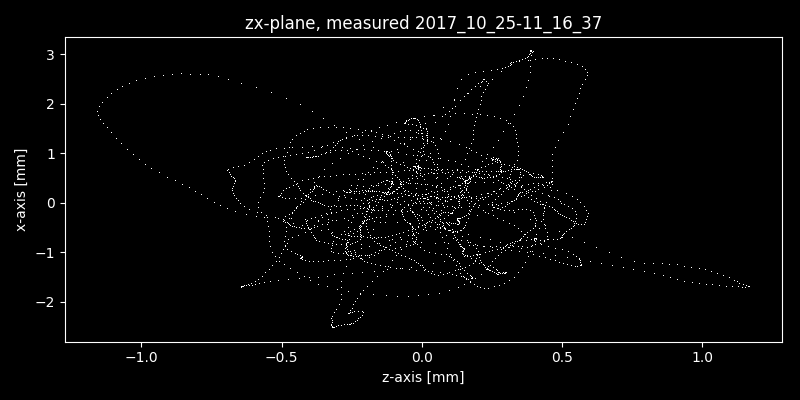 zx-plane, measured 2017_10_25-11_16_37
3
2
1
0
−1
−2
x-axis [mm]
−1.0 −0.5 0.0 0.5 1.0
z-axis [mm]